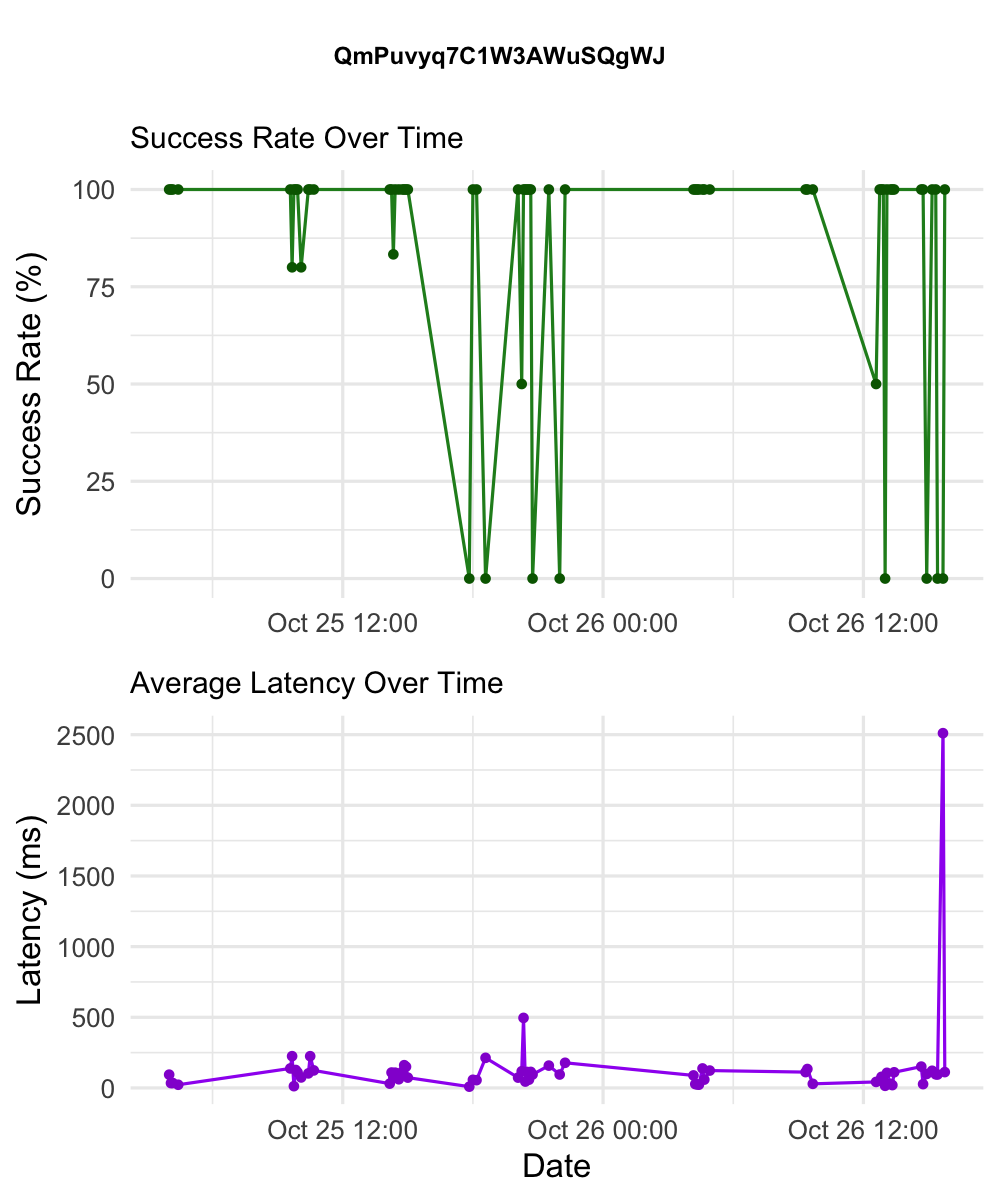 QmPuvyq7C1W3AWuSQgWJ
Success Rate Over Time
Success Rate (%)
100
75
50
25
0
Oct 25 12:00 Oct 26 00:00 Oct 26 12:00
Average Latency Over Time
Latency (ms)
2500
2000
1500
1000
500
0
Oct 25 12:00 Oct 26 00:00 Oct 26 12:00
Date